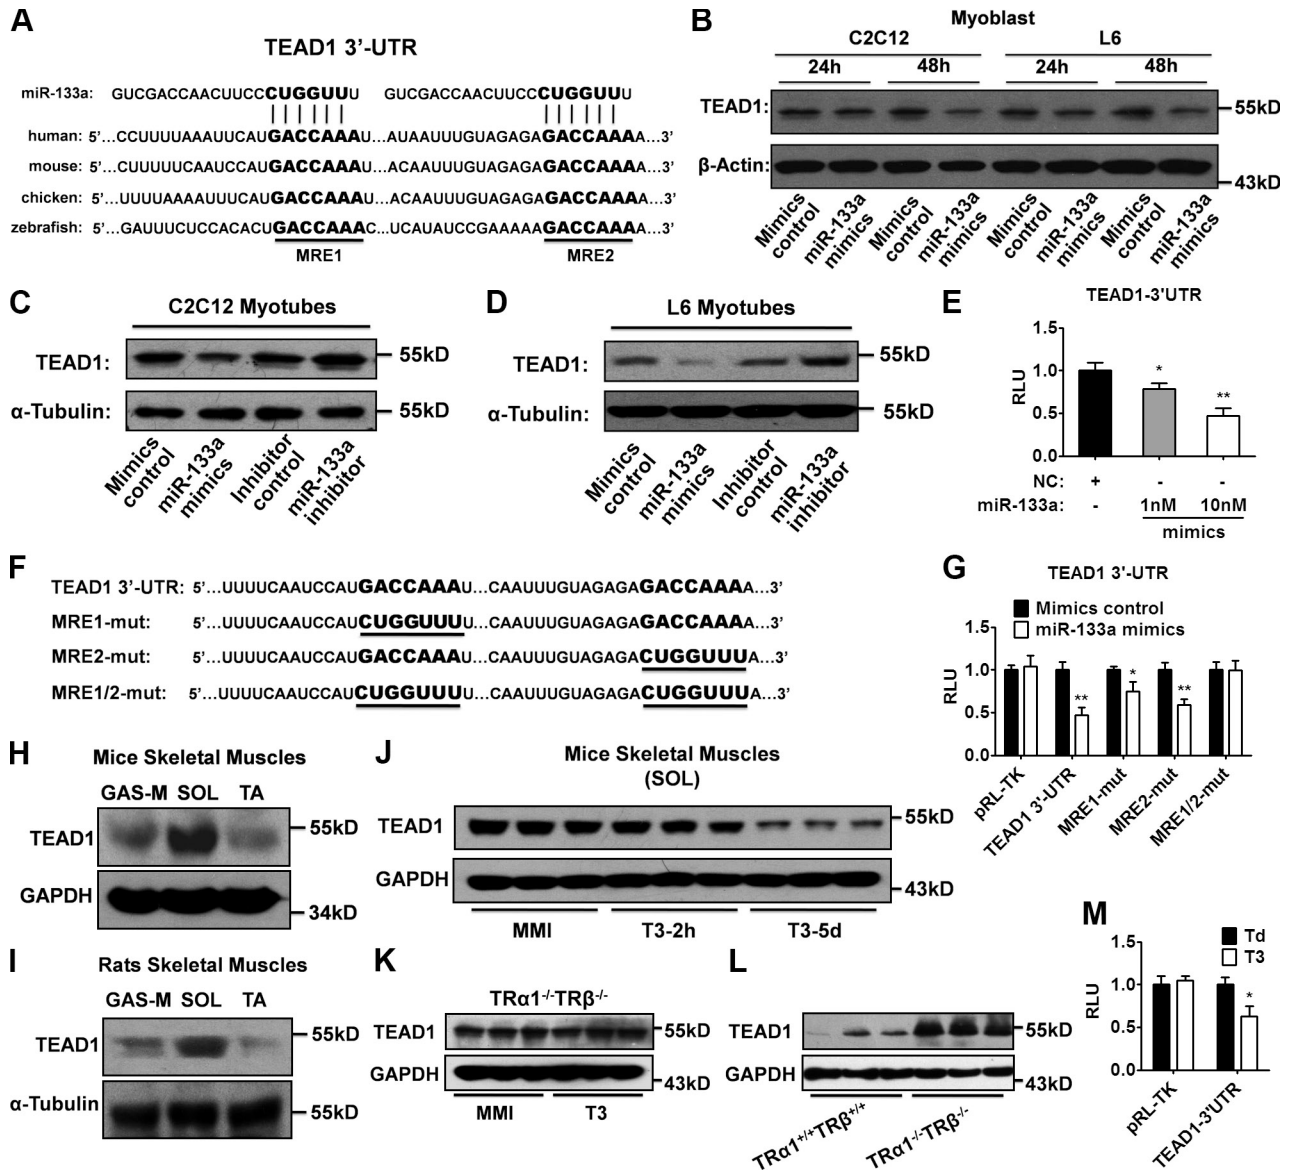 A
TEAD1 3'-UTR
miR-133a: GUCGACCAACUUCCCUGGUUU GUCGACCAACUUCCCUGGUUU
human: 5'...CCUUUUAAUUCAUGACCAAAU...AUAAUUUGUAGAGAGACCAAAA...3'
mouse: 5'...CUUUUUCAAUCCAUGACCAAAU...ACAAUUUGUAGAGAGACCAAAA...3'
chicken: 5'...UUUUAAAAUUUCAUGACCAAAU...ACAAUUUGUAGAGAGACCAAAA...3'
zebrafish: 5'...GAUUUCUCCACACUGACCAAAC...UCAUAUCCGAAAAAGACCAAAA...3'
MRE1 MRE2
B
Myoblast
C2C12 L6
24h 48h 24h 48h
TEAD1: 55kD
β-Actin: 43kD
Mimics control
miR-133a mimics
Mimics control
miR-133a mimics
Mimics control
miR-133a mimics
Mimics control
miR-133a mimics
C
C2C12 Myotubes
TEAD1: 55kD
α-Tubulin: 55kD
Mimics control
miR-133a mimics
Inhibitor control
miR-133a inhibitor
D
L6 Myotubes
TEAD1: 55kD
α-Tubulin: 55kD
Mimics control
miR-133a mimics
Inhibitor control
miR-133a inhibitor
E
TEAD1-3'UTR
RLU
1.5
1.0
0.5
0.0
*
**
NC: + - -
miR-133a: - 1nM 10nM
mimics
F
TEAD1 3'-UTR: 5'...UUUUCAAUCCAUGACCAAAU...CAAUUUGUAGAGAGACCAAAA...3'
MRE1-mut: 5'...UUUUCAAUCCAUCUGGUUUU...CAAUUUGUAGAGAGACCAAAA...3'
MRE2-mut: 5'...UUUUCAAUCCAUGACCAAAU...CAAUUUGUAGAGACUGGUUUA...3'
MRE1/2-mut: 5'...UUUUCAAUCCAUCUGGUUUU...CAAUUUGUAGAGACUGGUUUA...3'
G
TEAD1 3'-UTR
Mimics control
miR-133a mimics
RLU
1.5
1.0
0.5
0.0
**
*
**
pRL-TK
TEAD1 3'-UTR
MRE1-mut
MRE2-mut
MRE1/2-mut
H
Mice Skeletal Muscles
GAS-M SOL TA
TEAD1 55kD
GAPDH 34kD
I
Rats Skeletal Muscles
GAS-M SOL TA
TEAD1 55kD
α-Tubulin 55kD
J
Mice Skeletal Muscles
(SOL)
TEAD1 55kD
GAPDH 43kD
MMI T3-2h T3-5d
K
TRα1-/-TRβ-/-
TEAD1 55kD
GAPDH 43kD
MMI T3
L
TEAD1 55kD
GAPDH 43kD
TRα1+/+TRβ+/+
TRα1-/-TRβ-/-
M
Td
T3
RLU
1.5
1.0
0.5
0.0
*
pRL-TK
TEAD1-3'UTR